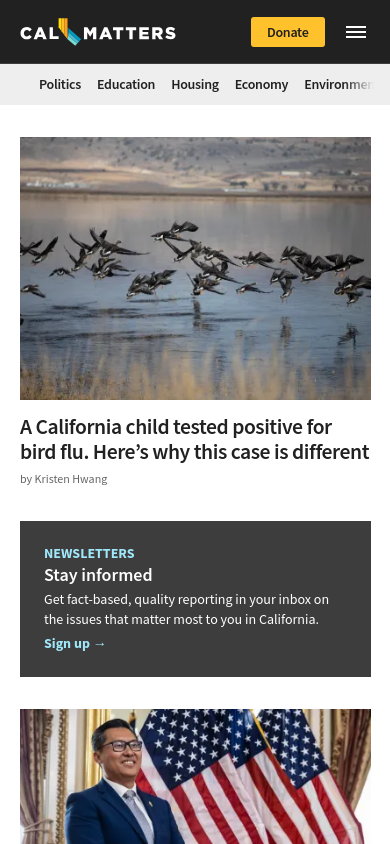 CAL MATTERS
Donate
Politics Education Housing Economy
A California child tested positive for
bird flu. Here’s why this case is different
by Kristen Hwang
NEWSLETTERS
Stay informed
Get fact-based, quality reporting in your inbox on
the issues that matter most to you in California.
Sign up →